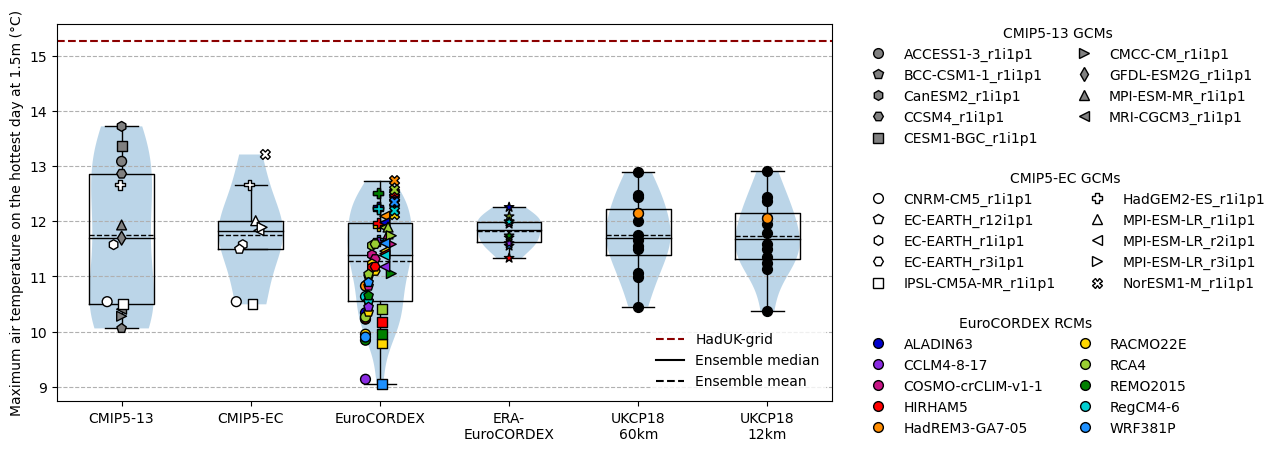 Maximum air temperature on the hottest day at 1.5m (°C)
15
14
13
12
11
10
9
CMIP5-13
CMIP5-EC
EuroCORDEX
ERA-
EuroCORDEX
UKCP18
60km
UKCP18
12km
HadUK-grid
Ensemble median
Ensemble mean
CMIP5-13 GCMs
ACCESS1-3_r1i1p1
BCC-CSM1-1_r1i1p1
CanESM2_r1i1p1
CCSM4_r1i1p1
CESM1-BGC_r1i1p1
CMCC-CM_r1i1p1
GFDL-ESM2G_r1i1p1
MPI-ESM-MR_r1i1p1
MRI-CGCM3_r1i1p1
CMIP5-EC GCMs
CNRM-CM5_r1i1p1
EC-EARTH_r12i1p1
EC-EARTH_r1i1p1
EC-EARTH_r3i1p1
IPSL-CM5A-MR_r1i1p1
HadGEM2-ES_r1i1p1
MPI-ESM-LR_r1i1p1
MPI-ESM-LR_r2i1p1
MPI-ESM-LR_r3i1p1
NorESM1-M_r1i1p1
EuroCORDEX RCMs
ALADIN63
CCLM4-8-17
COSMO-crCLIM-v1-1
HIRHAM5
HadREM3-GA7-05
RACMO22E
RCA4
REMO2015
RegCM4-6
WRF381P